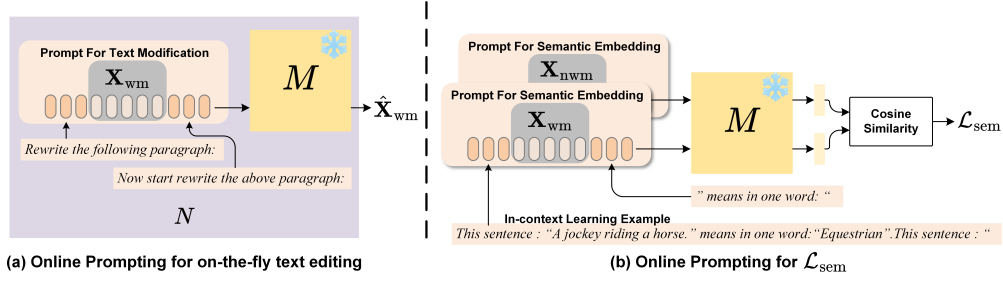 Prompt For Text Modification
X_wm
M
X̂_wm
Rewrite the following paragraph:
Now start rewrite the above paragraph:
N
(a) Online Prompting for on-the-fly text editing
Prompt For Semantic Embedding
X_nwm
Prompt For Semantic Embedding
X_wm
M
Cosine
Similarity
ℒ_sem
” means in one word: “
In-context Learning Example
This sentence : “A jockey riding a horse.” means in one word:“Equestrian”.This sentence : “
(b) Online Prompting for ℒ_sem